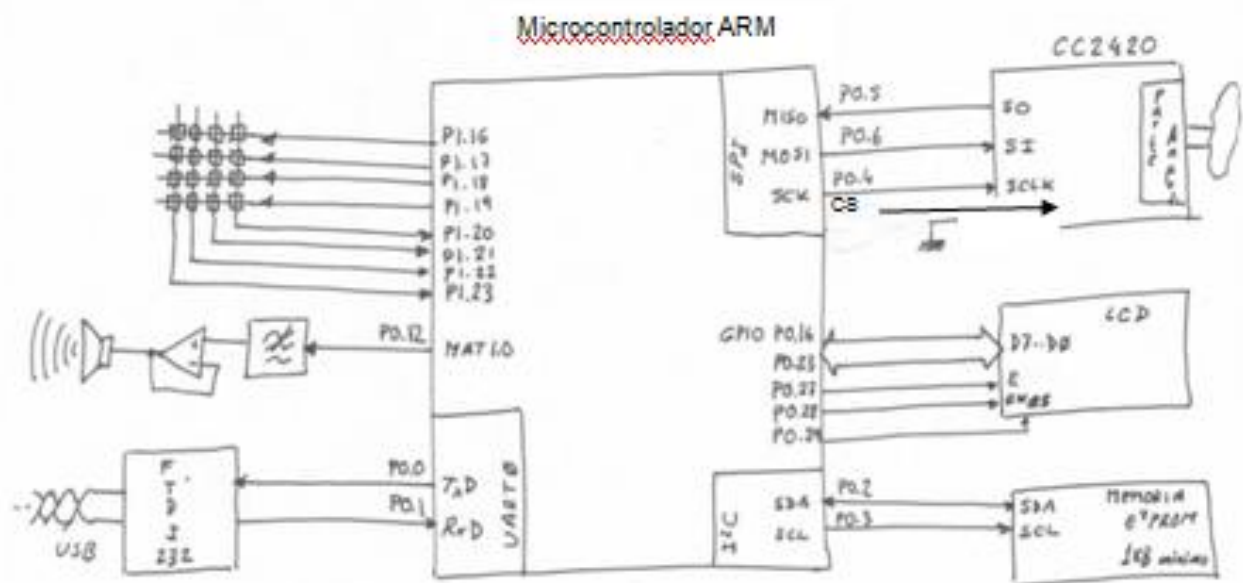 Microcontrolador ARM
CC2420
P1.16
P1.17
P1.18
P1.19
P1.20
P1.21
P1.22
P1.23
P0.12
MAT1.0
SPI
MISO
MOSI
SCK
P0.5
P0.6
P0.4
CS
SO
SI
SCLK
GPIO P0.16
P0.23
P0.27
P0.28
P0.29
LCD
D7..D0
E
UART0
P0.0
TxD
P0.1
RxD
FTDI
232
USB
I²C
SDA
SCL
P0.2
P0.3
SDA
SCL
MEMORIA
E²PROM
1KB mínimo